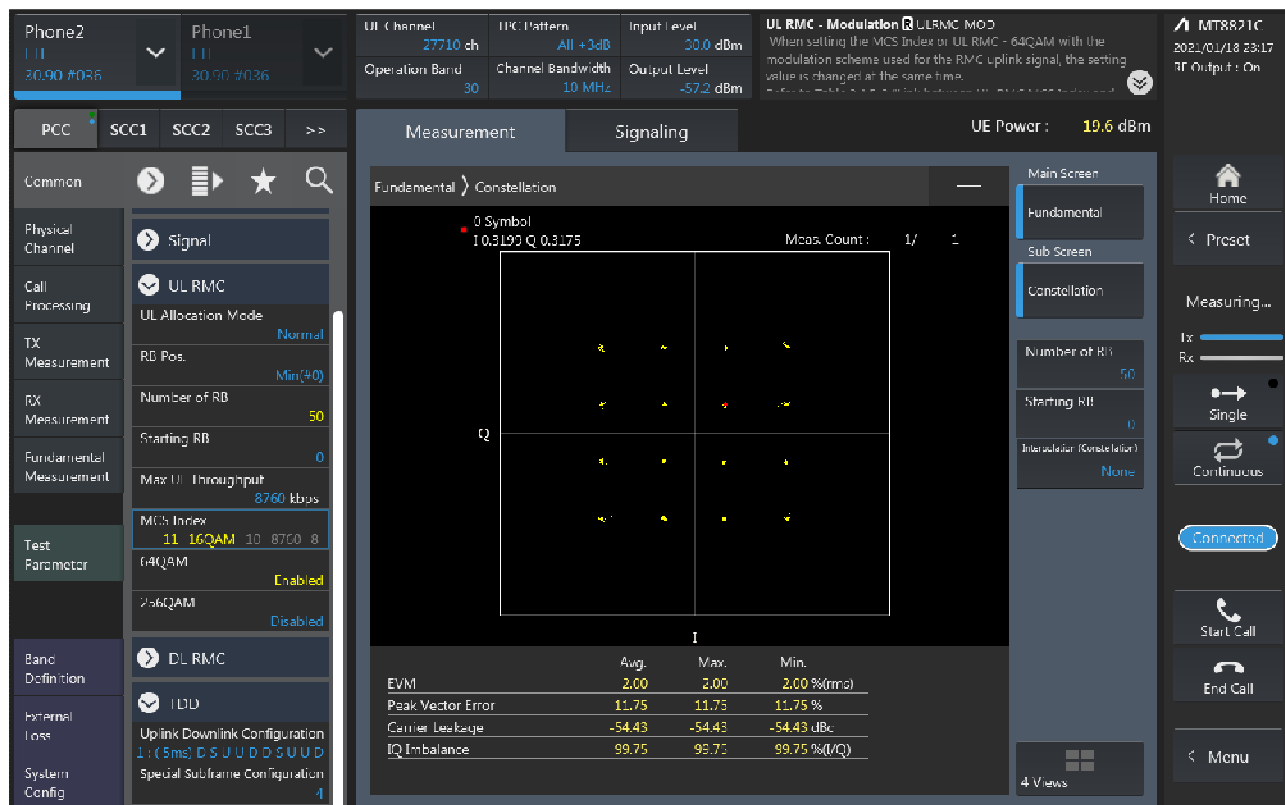 Phone2
LTE
30.90 #036
Phone1
LTE
30.90 #036
UL Channel
27710 ch
Operation Band
30
TPC Pattern
All +3dB
Channel Bandwidth
10 MHz
Input Level
30.0 dBm
Output Level
-57.2 dBm
UL RMC - Modulation R ULRMC_MOD
When setting the MCS Index or UL RMC - 64QAM with the
modulation scheme used for the RMC uplink signal, the setting
value is changed at the same time.
MT8821C
2021/01/18 23:17
RF Output : On
PCC
SCC1
SCC2
SCC3
>>
Measurement
Signaling
UE Power :
19.6 dBm
Common
Physical
Channel
Call
Processing
TX
Measurement
RX
Measurement
Fundamental
Measurement
Test
Parameter
Band
Definition
External
Loss
System
Config
Signal
UL RMC
UL Allocation Mode
Normal
RB Pos.
Min(#0)
Number of RB
50
Starting RB
0
Max UL Throughput
8760 kbps
MCS Index
11 16QAM 10 8760 8
64QAM
Enabled
256QAM
Disabled
DL RMC
TDD
Uplink Downlink Configuration
1 : ( 5ms) D S U U D D S U U D
Special Subframe Configuration
4
Fundamental
Constellation
0 Symbol
I 0.3199 Q 0.3175
Meas. Count : 1/ 1
Q
I
Avg. Max. Min.
EVM 2.00 2.00 2.00 %(rms)
Peak Vector Error 11.75 11.75 11.75 %
Carrier Leakage -54.43 -54.43 -54.43 dBc
IQ Imbalance 99.75 99.75 99.75 %(I/Q)
Main Screen
Fundamental
Sub Screen
Constellation
Number of RB
50
Starting RB
0
Interpolation (Constellation)
None
4 Views
Home
< Preset
Measuring...
Tx
Rx
Single
Continuous
Connected
Start Call
End Call
< Menu